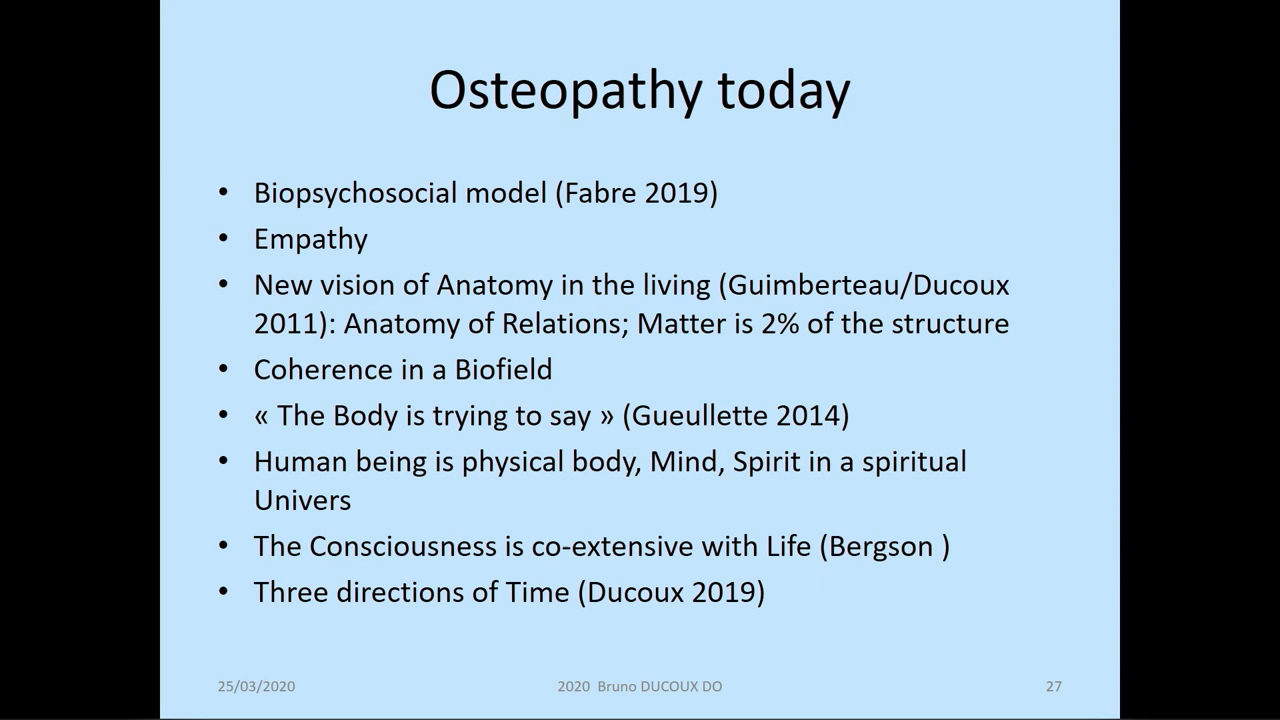 Osteopathy today
• Biopsychosocial model (Fabre 2019)
• Empathy
• New vision of Anatomy in the living (Guimberteau/Ducoux
2011): Anatomy of Relations; Matter is 2% of the structure
• Coherence in a Biofield
• « The Body is trying to say » (Gueullette 2014)
• Human being is physical body, Mind, Spirit in a spiritual
Univers
• The Consciousness is co-extensive with Life (Bergson )
• Three directions of Time (Ducoux 2019)
25/03/2020
2020 Bruno DUCOUX DO
27